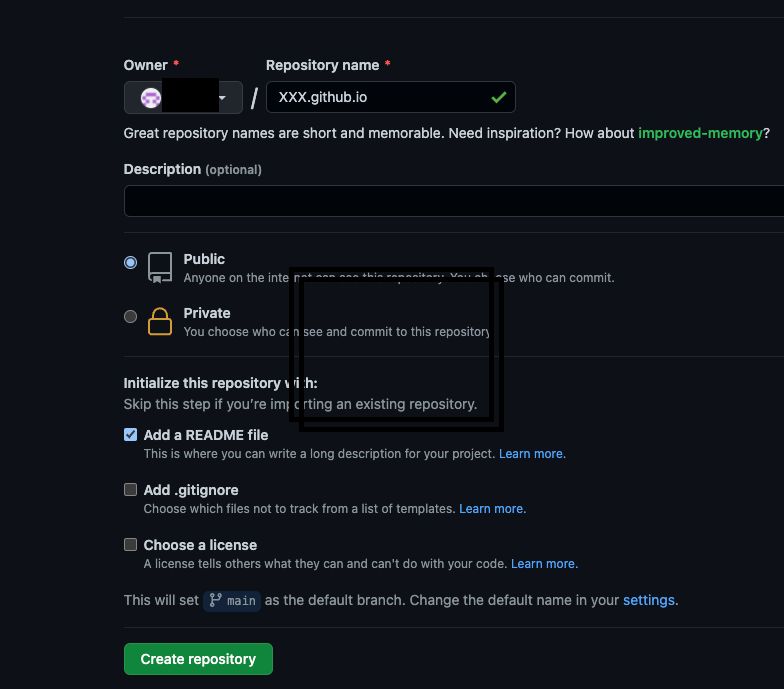 Owner * Repository name *
/ XXX.github.io
Great repository names are short and memorable. Need inspiration? How about improved-memory?
Description (optional)
Public
Anyone on the internet can see this repository. You choose who can commit.
Private
You choose who can see and commit to this repository.
Initialize this repository with:
Skip this step if you're importing an existing repository.
Add a README file
This is where you can write a long description for your project. Learn more.
Add .gitignore
Choose which files not to track from a list of templates. Learn more.
Choose a license
A license tells others what they can and can't do with your code. Learn more.
This will set main as the default branch. Change the default name in your settings.
Create repository